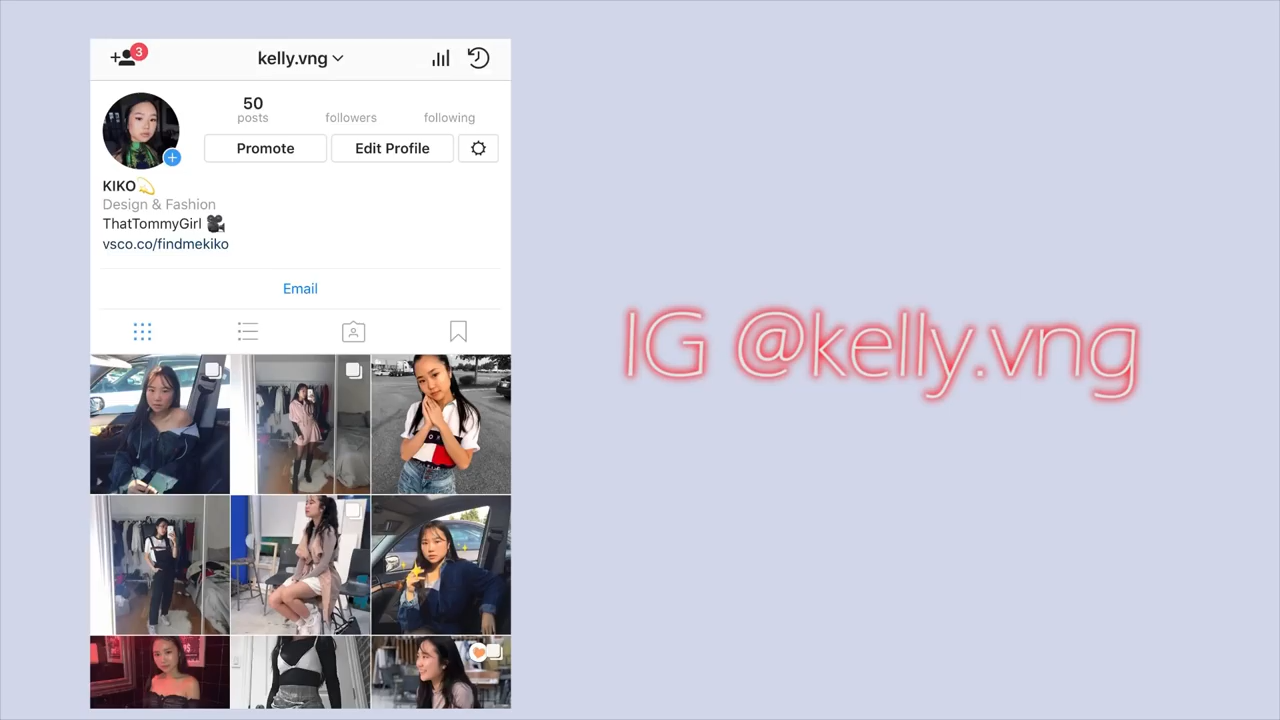 3
kelly.vng
50
posts
followers
following
Promote
Edit Profile
KIKO💫
Design & Fashion
ThatTommyGirl 🎥
vsco.co/findmekiko
Email
IG @kelly.vng